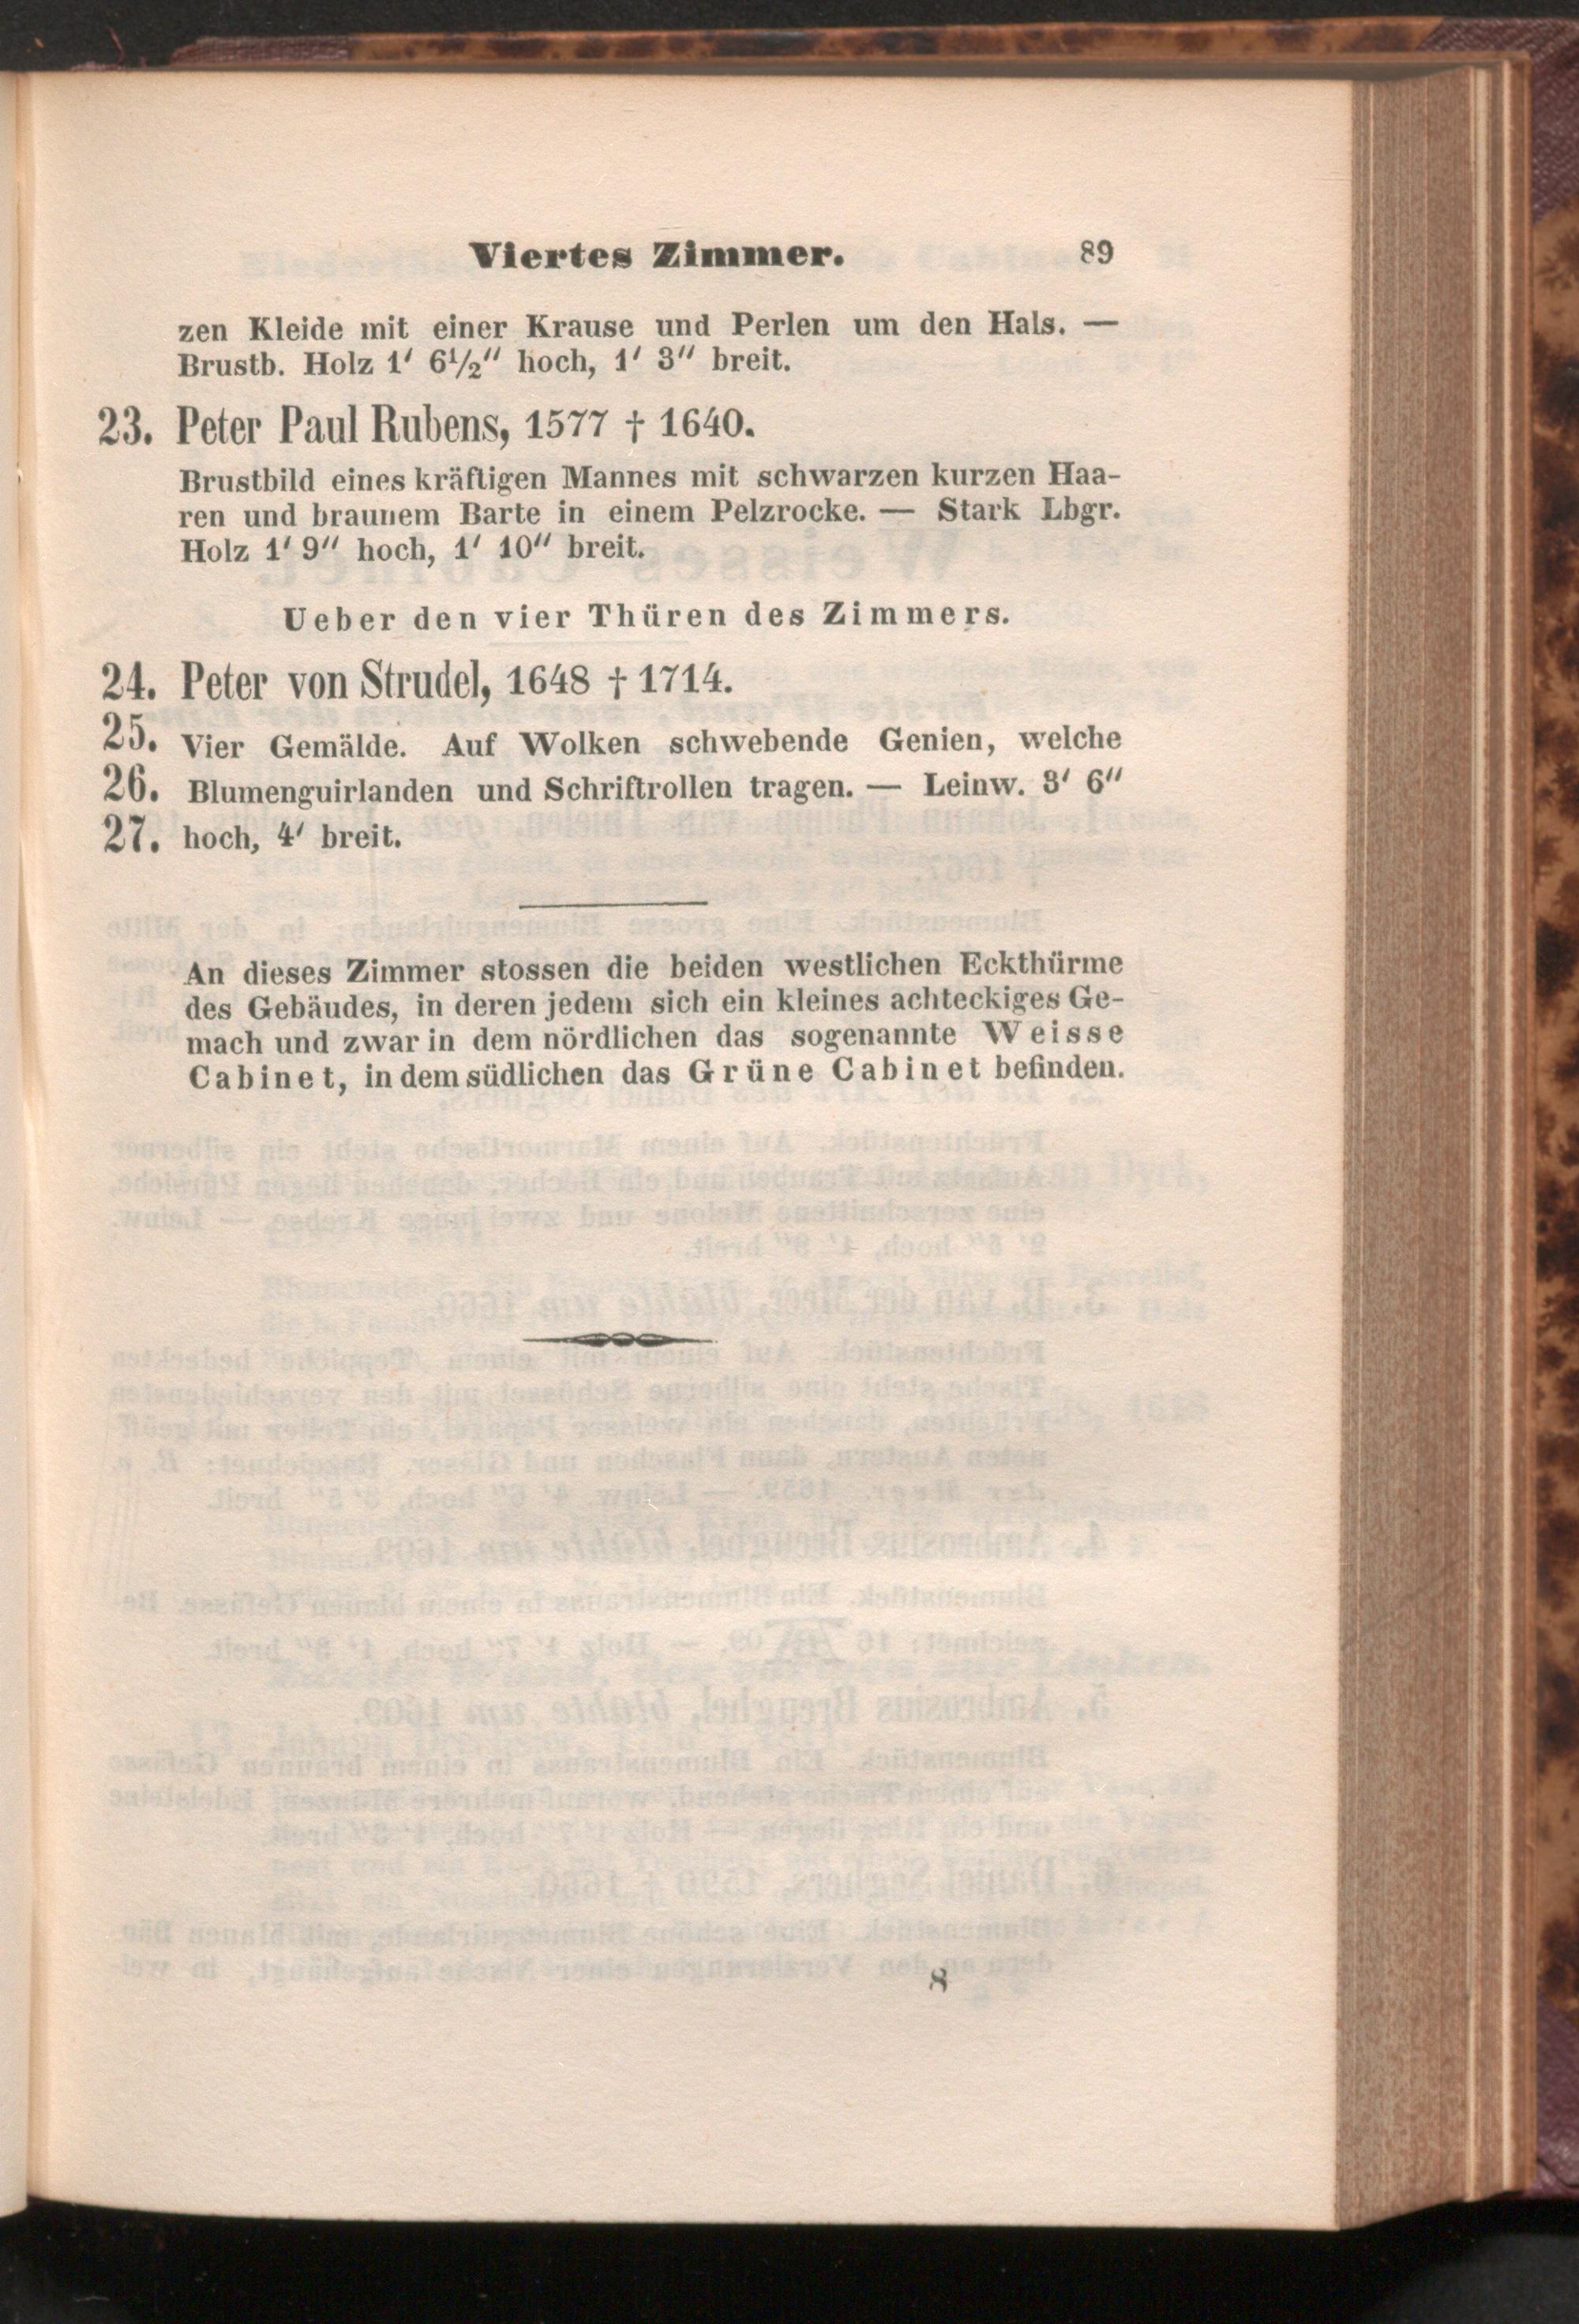 Viertes Zimmer. 89
zen Kleide mit einer Krause und Perlen um den Hals. —
Brustb. Holz 1′ 6½″ hoch, 1′ 3″ breit.
23. Peter Paul Rubens, 1577 † 1640.
Brustbild eines kräftigen Mannes mit schwarzen kurzen Haa-
ren und braunem Barte in einem Pelzrocke. — Stark Lbgr.
Holz 1′ 9″ hoch, 1′ 10″ breit.
Ueber den vier Thüren des Zimmers.
24. Peter von Strudel, 1648 † 1714.
25. Vier Gemälde. Auf Wolken schwebende Genien, welche
26. Blumenguirlanden und Schriftrollen tragen. — Leinw. 3′ 6″
27. hoch, 4′ breit.
An dieses Zimmer stossen die beiden westlichen Eckthürme
des Gebäudes, in deren jedem sich ein kleines achteckiges Ge-
mach und zwar in dem nördlichen das sogenannte Weisse
Cabinet, in dem südlichen das Grüne Cabinet befinden.
8